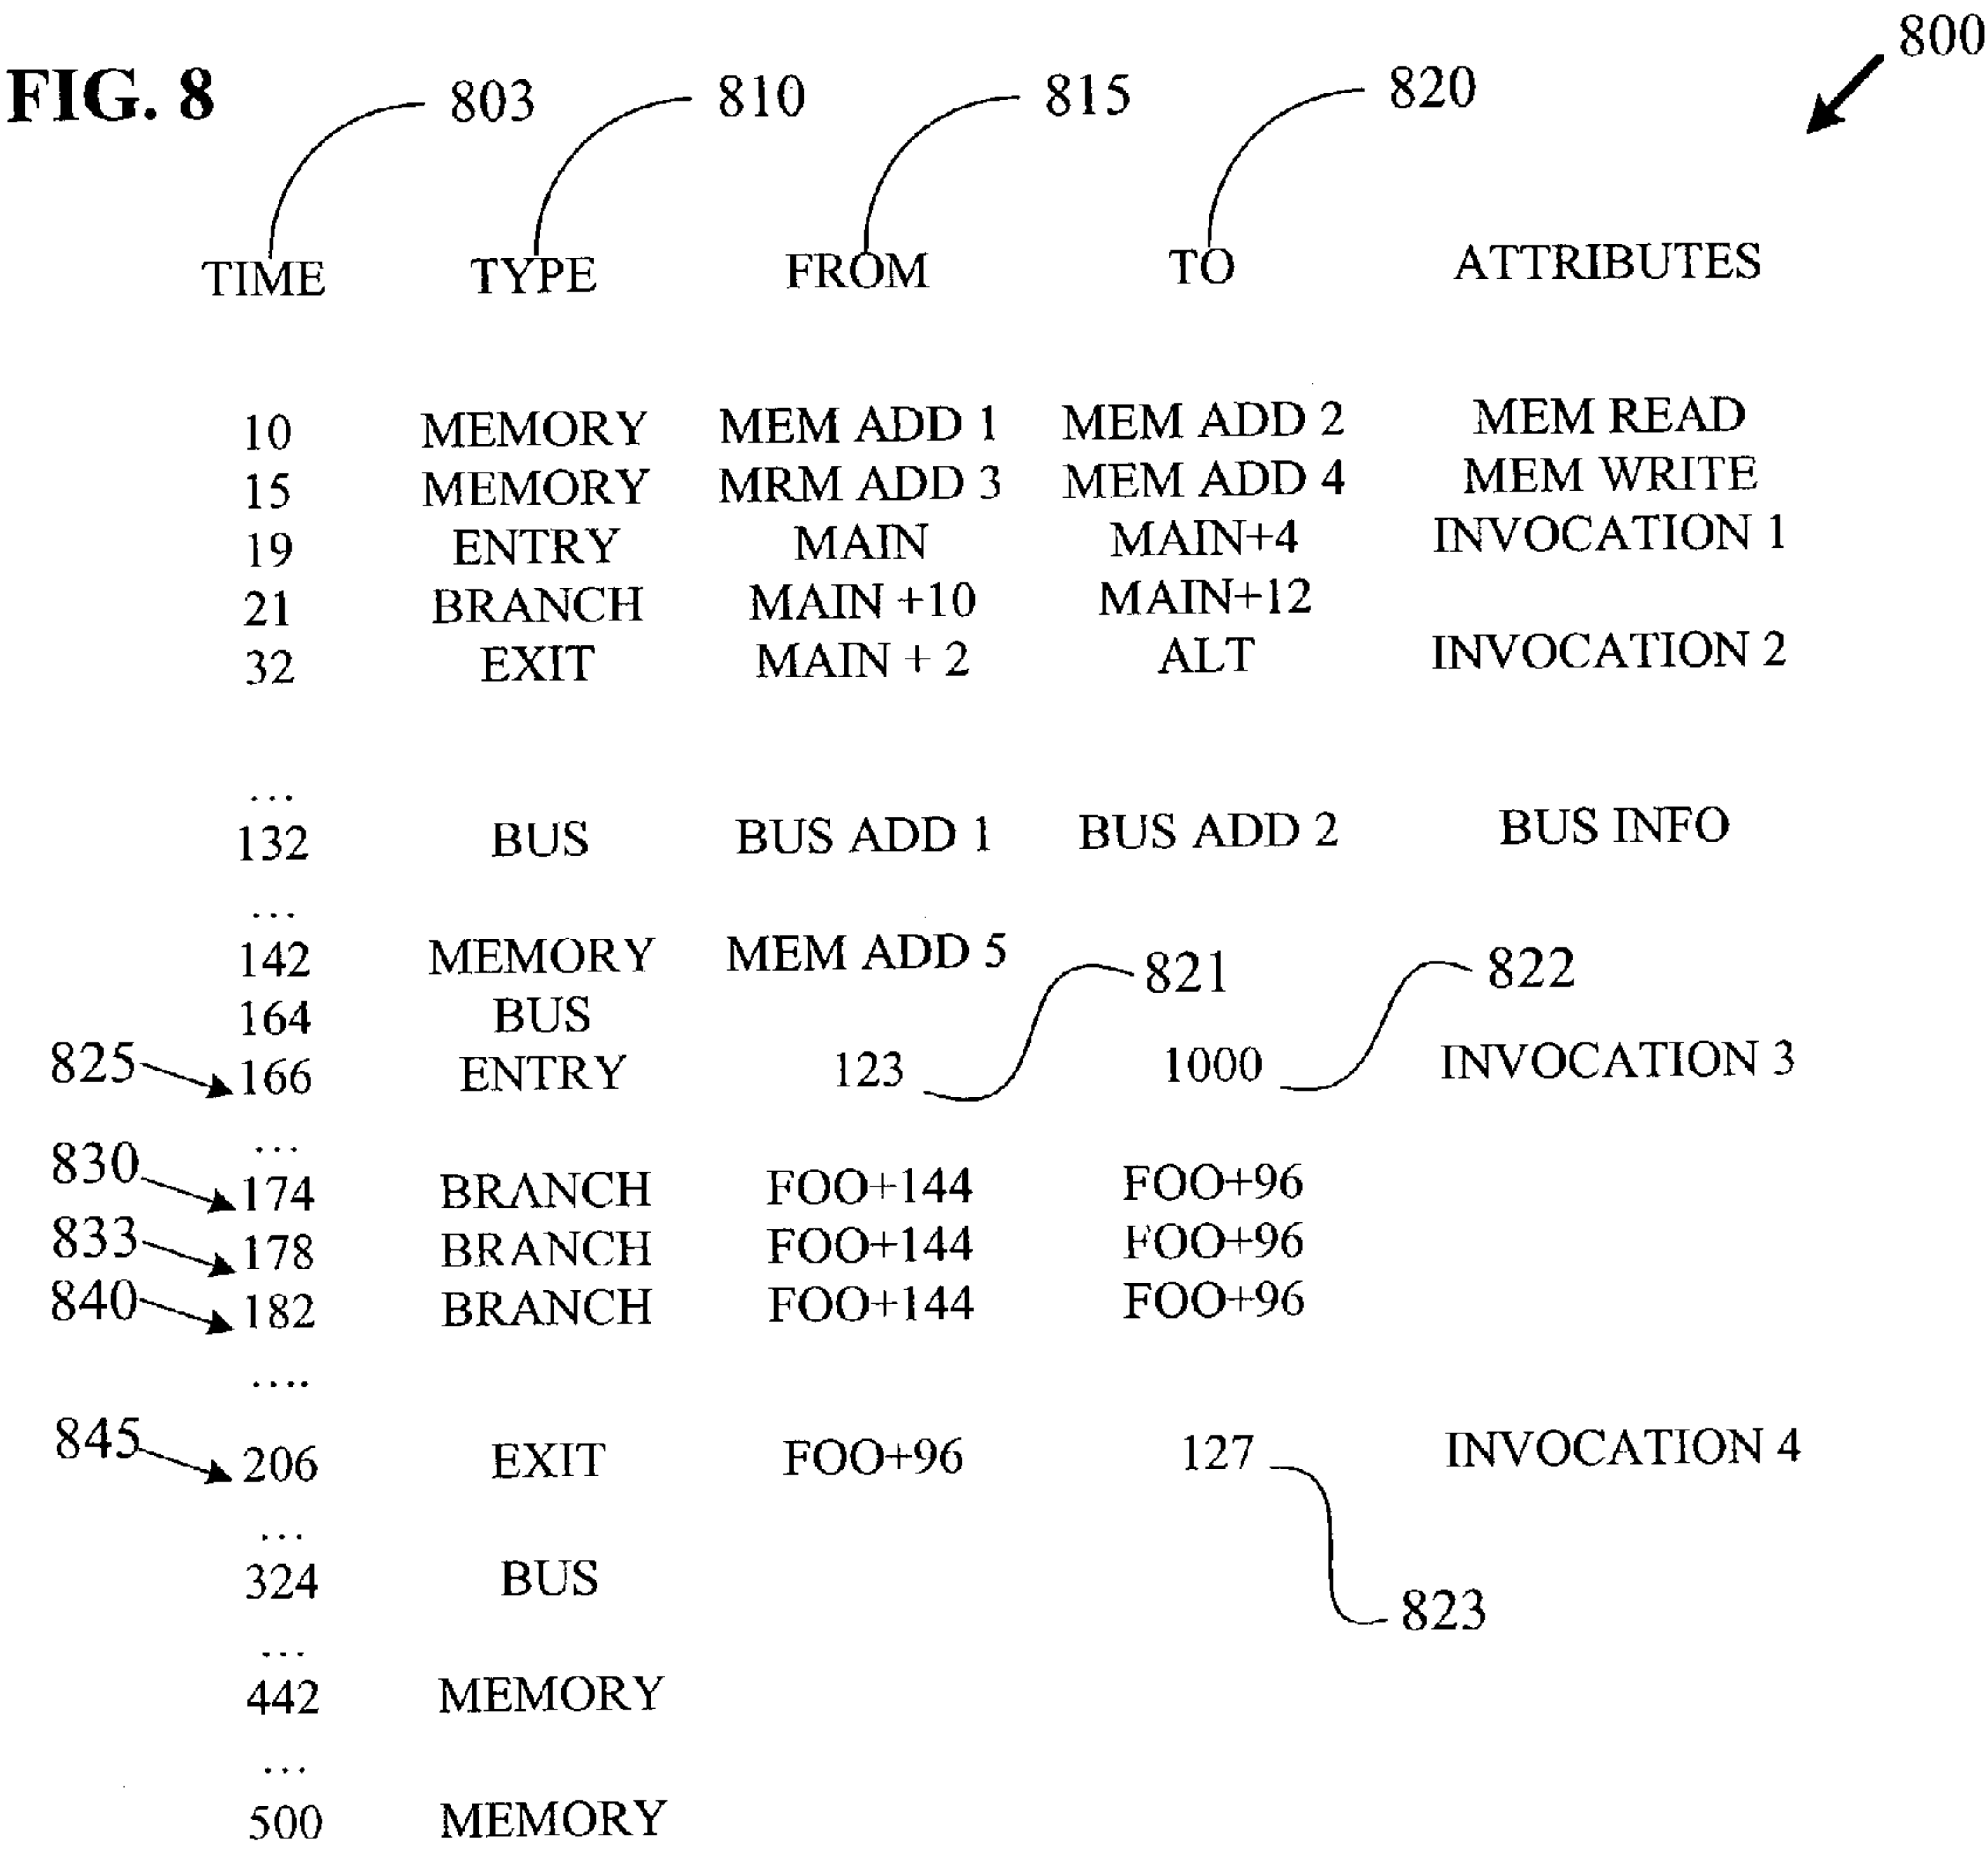 800
FIG. 8 803 810 815 820
TIME TYPE FROM TO ATTRIBUTES
10 MEMORY MEM ADD 1 MEM ADD 2 MEM READ
15 MEMORY MRM ADD 3 MEM ADD 4 MEM WRITE
19 ENTRY MAIN MAIN+4 INVOCATION 1
21 BRANCH MAIN +10 MAIN+12
32 EXIT MAIN + 2 ALT INVOCATION 2
...
132 BUS BUS ADD 1 BUS ADD 2 BUS INFO
...
142 MEMORY MEM ADD 5 821 822
164 BUS
825 166 ENTRY 123 1000 INVOCATION 3
...
830 174 BRANCH FOO+144 FOO+96
833 178 BRANCH FOO+144 FOO+96
840 182 BRANCH FOO+144 FOO+96
....
845 206 EXIT FOO+96 127 INVOCATION 4
...
324 BUS
823
...
442 MEMORY
...
500 MEMORY